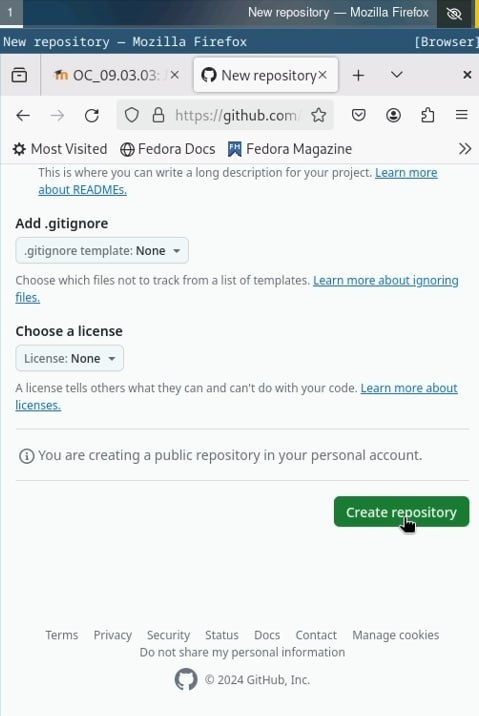 1 New repository — Mozilla Firefox
New repository — Mozilla Firefox [Browser]
OC_09.03.03: New repository
https://github.com/
Most Visited Fedora Docs Fedora Magazine
This is where you can write a long description for your project. Learn more
about READMEs.
Add .gitignore
.gitignore template: None
Choose which files not to track from a list of templates. Learn more about ignoring
files.
Choose a license
License: None
A license tells others what they can and can't do with your code. Learn more about
licenses.
You are creating a public repository in your personal account.
Create repository
Terms Privacy Security Status Docs Contact Manage cookies
Do not share my personal information
© 2024 GitHub, Inc.